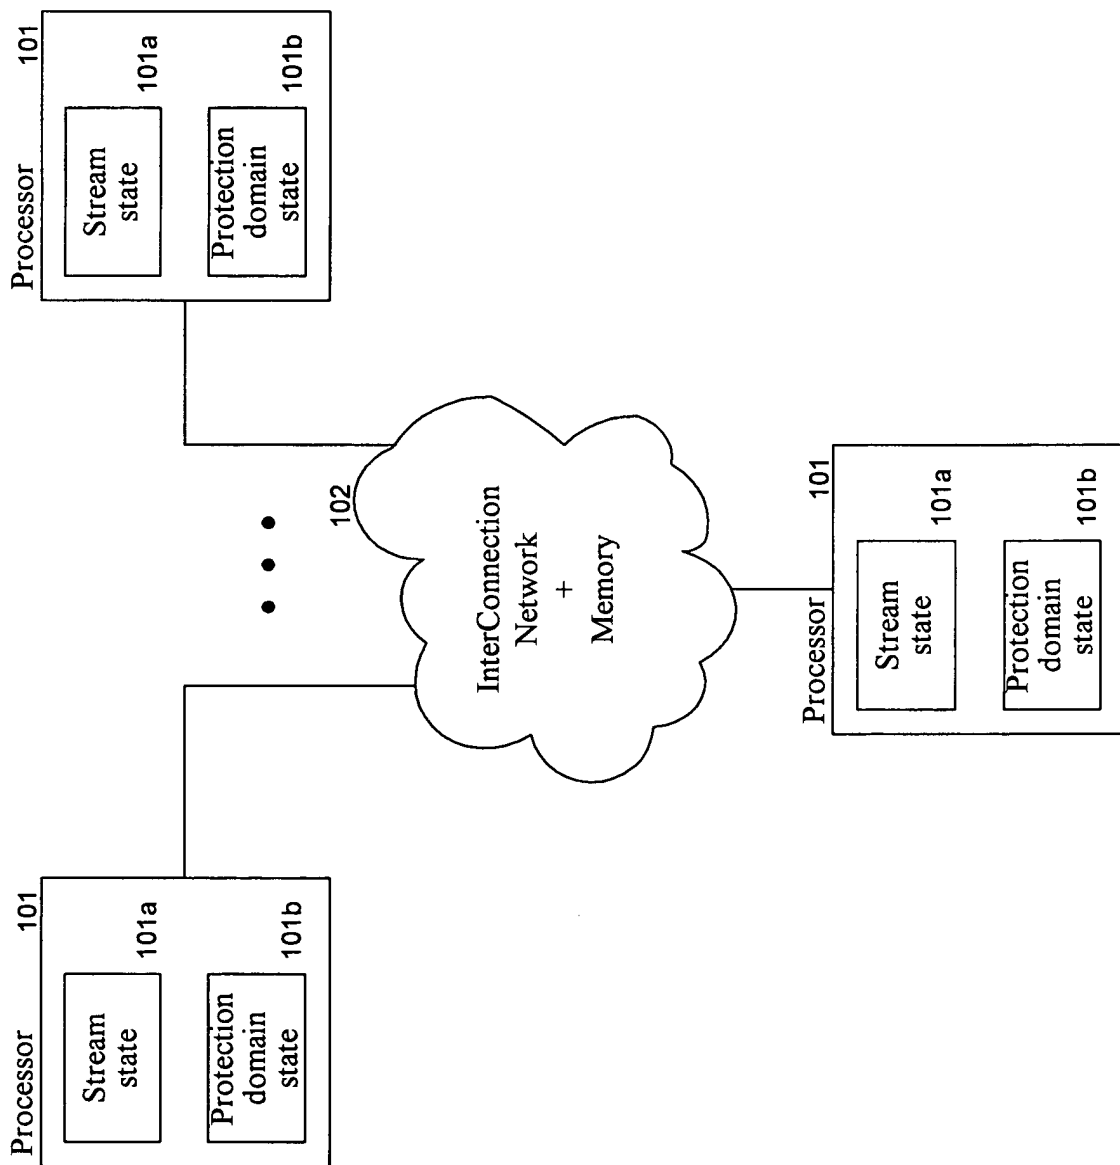 Processor
101
Stream
state
101a
Protection
domain
state
101b
Processor
101
Stream
state
101a
Protection
domain
state
101b
102
InterConnection
Network
+
Memory
Processor
101
Stream
state
101a
Protection
domain
state
101b